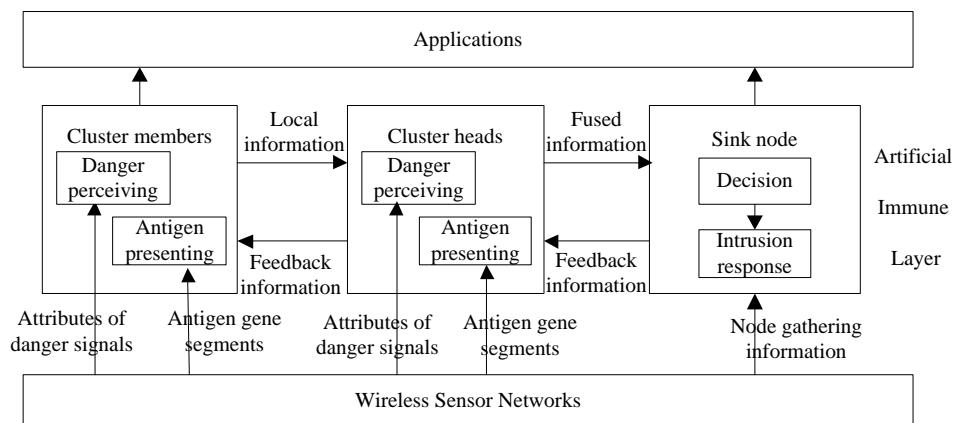 Applications
Cluster members
Danger
perceiving
Antigen
presenting
Local
information
Feedback
information
Cluster heads
Danger
perceiving
Antigen
presenting
Fused
information
Feedback
information
Sink node
Decision
Intrusion
response
Artificial
Immune
Layer
Attributes of
danger signals
Antigen gene
segments
Attributes of
danger signals
Antigen gene
segments
Node gathering
information
Wireless Sensor Networks